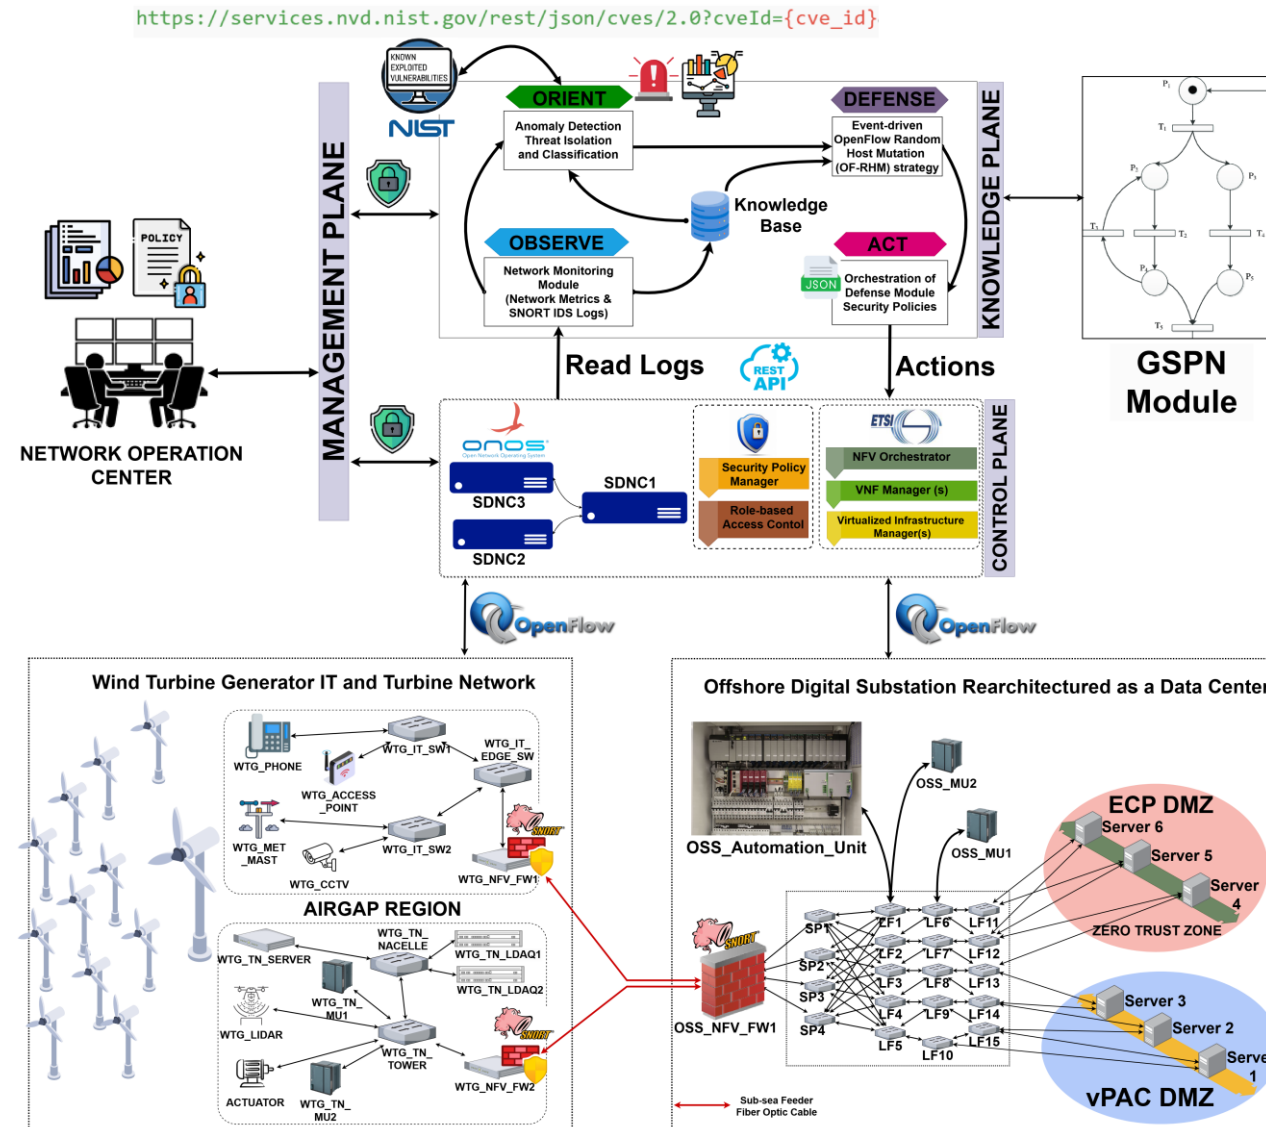 https://services.nvd.nist.gov/rest/json/cves/2.0?cveId={cve_id}
KNOWN
EXPLOITED
VULNERABILITIES
NIST
ORIENT
Anomaly Detection
Threat Isolation
and Classification
DEFENSE
Event-driven
OpenFlow Random
Host Mutation
(OF-RHM) strategy
Knowledge
Base
OBSERVE
Network Monitoring
Module
(Network Metrics &
SNORT IDS Logs)
ACT
JSON
Orchestration of
Defense Module
Security Policies
MANAGEMENT PLANE
KNOWLEDGE PLANE
P1
T1
P2
P3
T3
T2
T4
P4
P5
T5
GSPN
Module
POLICY
NETWORK OPERATION
CENTER
Read Logs
REST
API
Actions
onos
Open Network Operating System
SDNC3
SDNC1
SDNC2
Security Policy
Manager
Role-based
Access Contol
ETSI
NFV Orchestrator
VNF Manager (s)
Virtualized Infrastructure
Manager(s)
CONTROL PLANE
OpenFlow
OpenFlow
Wind Turbine Generator IT and Turbine Network
WTG_PHONE
WTG_IT_SW1
WTG_IT_
EDGE_SW
WTG_ACCESS
_POINT
WTG_MET
_MAST
WTG_IT_SW2
WTG_CCTV
SNORT
WTG_NFV_FW1
AIRGAP REGION
WTG_TN_
NACELLE
WTG_TN_SERVER
WTG_TN_LDAQ1
WTG_TN_LDAQ2
WTG_TN_
MU1
WTG_LIDAR
WTG_TN_
TOWER
SNORT
WTG_NFV_FW2
ACTUATOR
WTG_TN_
MU2
Offshore Digital Substation Rearchitectured as a Data Center
OSS_Automation_Unit
OSS_MU2
OSS_MU1
SNORT
OSS_NFV_FW1
SP1
SP2
SP3
SP4
LF1
LF6
LF11
LF2
LF7
LF12
LF3
LF8
LF13
LF4
LF9
LF14
LF5
LF10
LF15
ECP DMZ
Server 6
Server 5
Server
4
ZERO TRUST ZONE
Server 3
Server 2
Serve
1
vPAC DMZ
Sub-sea Feeder
Fiber Optic Cable